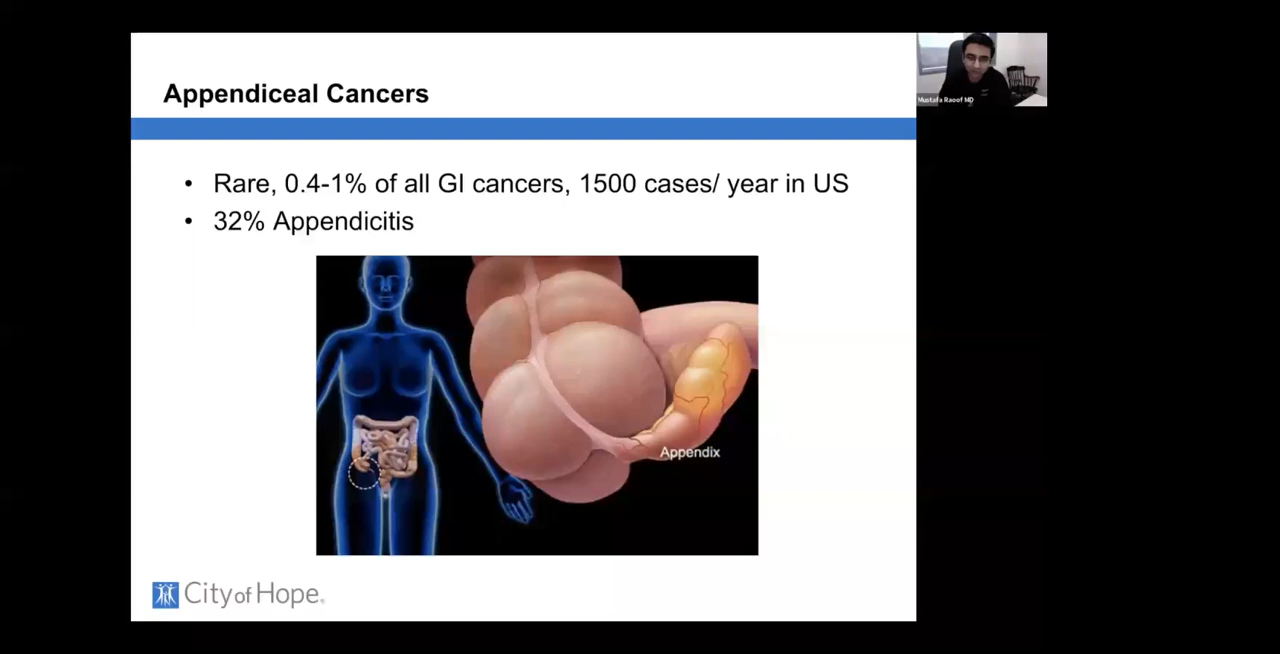 Appendiceal Cancers
Mustafa Raoof MD
• Rare, 0.4-1% of all GI cancers, 1500 cases/ year in US
• 32% Appendicitis
Appendix
City of Hope®